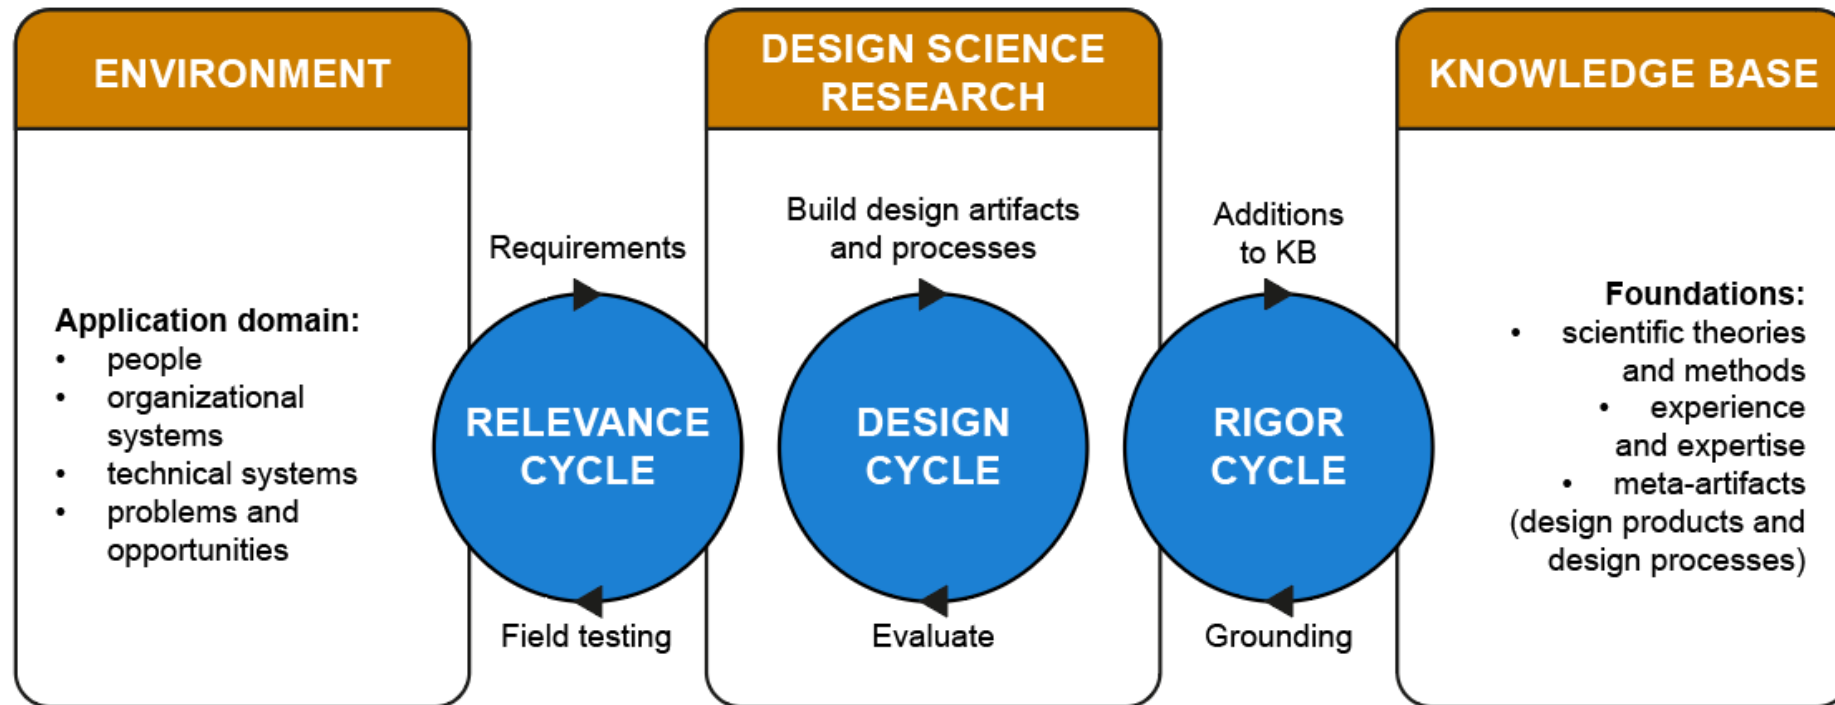 ENVIRONMENT
Application domain:
• people
• organizational
systems
• technical systems
• problems and
opportunities
Requirements
RELEVANCE
CYCLE
Field testing
DESIGN SCIENCE
RESEARCH
Build design artifacts
and processes
DESIGN
CYCLE
Evaluate
Additions
to KB
RIGOR
CYCLE
Grounding
KNOWLEDGE BASE
Foundations:
• scientific theories
and methods
• experience
and expertise
• meta-artifacts
(design products and
design processes)